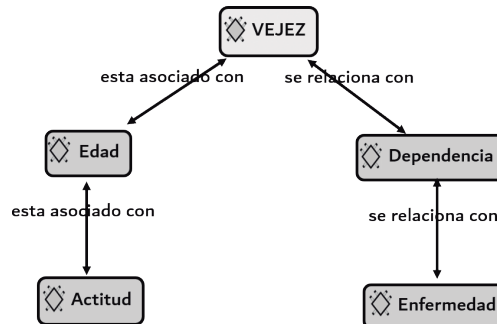 VEJEZ
esta asociado con
se relaciona con
Edad
Dependencia
esta asociado con
se relaciona con
Actitud
Enfermedad